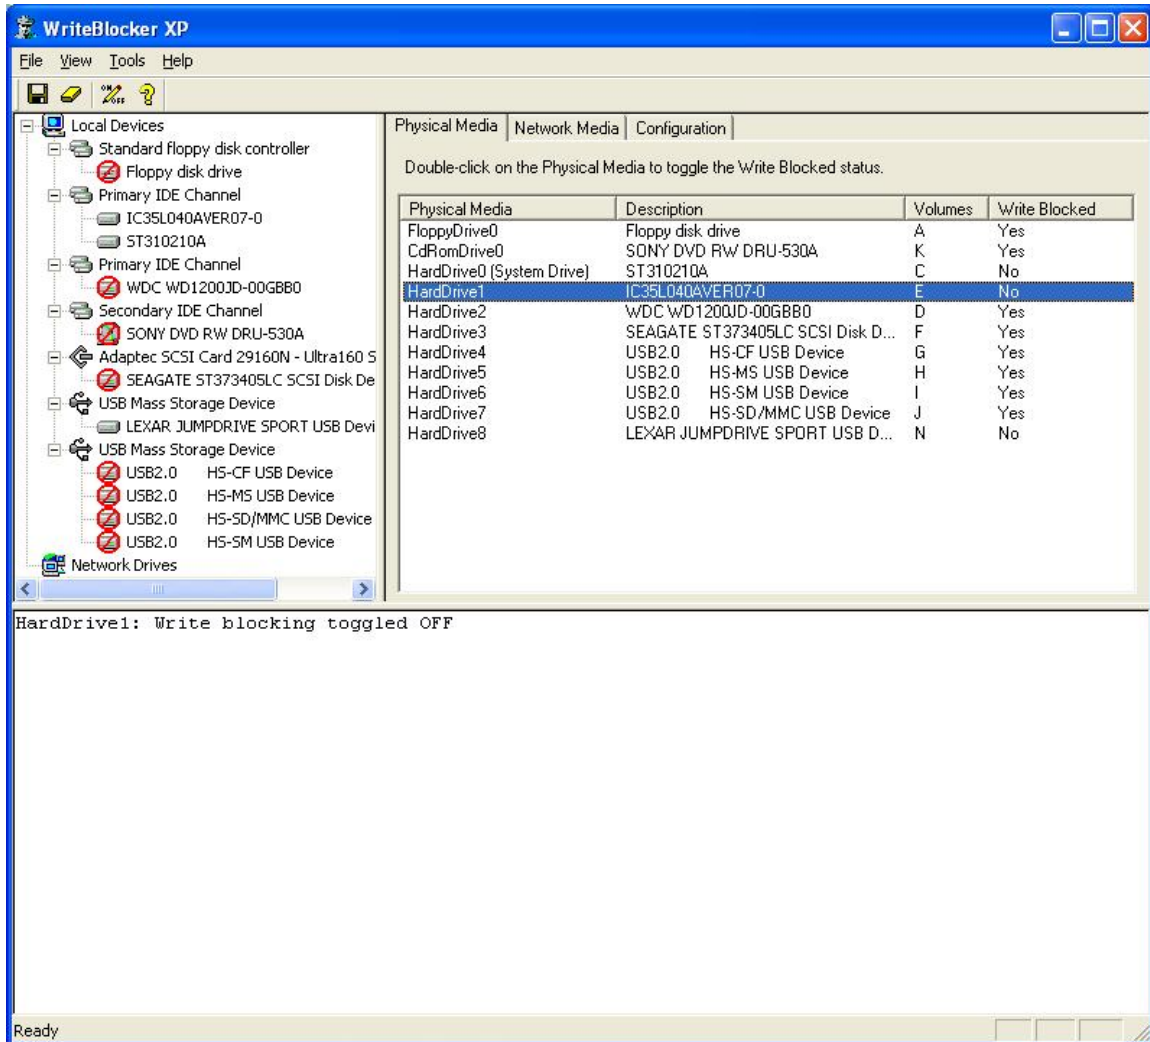 WriteBlocker XP
File View Tools Help
ON OFF
Local Devices
Standard floppy disk controller
Floppy disk drive
Primary IDE Channel
IC35L040AVER07-0
ST310210A
Primary IDE Channel
WDC WD1200JD-00GBB0
Secondary IDE Channel
SONY DVD RW DRU-530A
Adaptec SCSI Card 29160N - Ultra160 S
SEAGATE ST373405LC SCSI Disk De
USB Mass Storage Device
LEXAR JUMPDRIVE SPORT USB Devi
USB Mass Storage Device
USB2.0 HS-CF USB Device
USB2.0 HS-MS USB Device
USB2.0 HS-SD/MMC USB Device
USB2.0 HS-SM USB Device
Network Drives
Physical Media Network Media Configuration
Double-click on the Physical Media to toggle the Write Blocked status.
Physical Media Description Volumes Write Blocked
FloppyDrive0 Floppy disk drive A Yes
CdRomDrive0 SONY DVD RW DRU-530A K Yes
HardDrive0 (System Drive) ST310210A C No
HardDrive1 IC35L040AVER07-0 E No
HardDrive2 WDC WD1200JD-00GBB0 D Yes
HardDrive3 SEAGATE ST373405LC SCSI Disk D... F Yes
HardDrive4 USB2.0 HS-CF USB Device G Yes
HardDrive5 USB2.0 HS-MS USB Device H Yes
HardDrive6 USB2.0 HS-SM USB Device I Yes
HardDrive7 USB2.0 HS-SD/MMC USB Device J Yes
HardDrive8 LEXAR JUMPDRIVE SPORT USB D... N No
HardDrive1: Write blocking toggled OFF
Ready